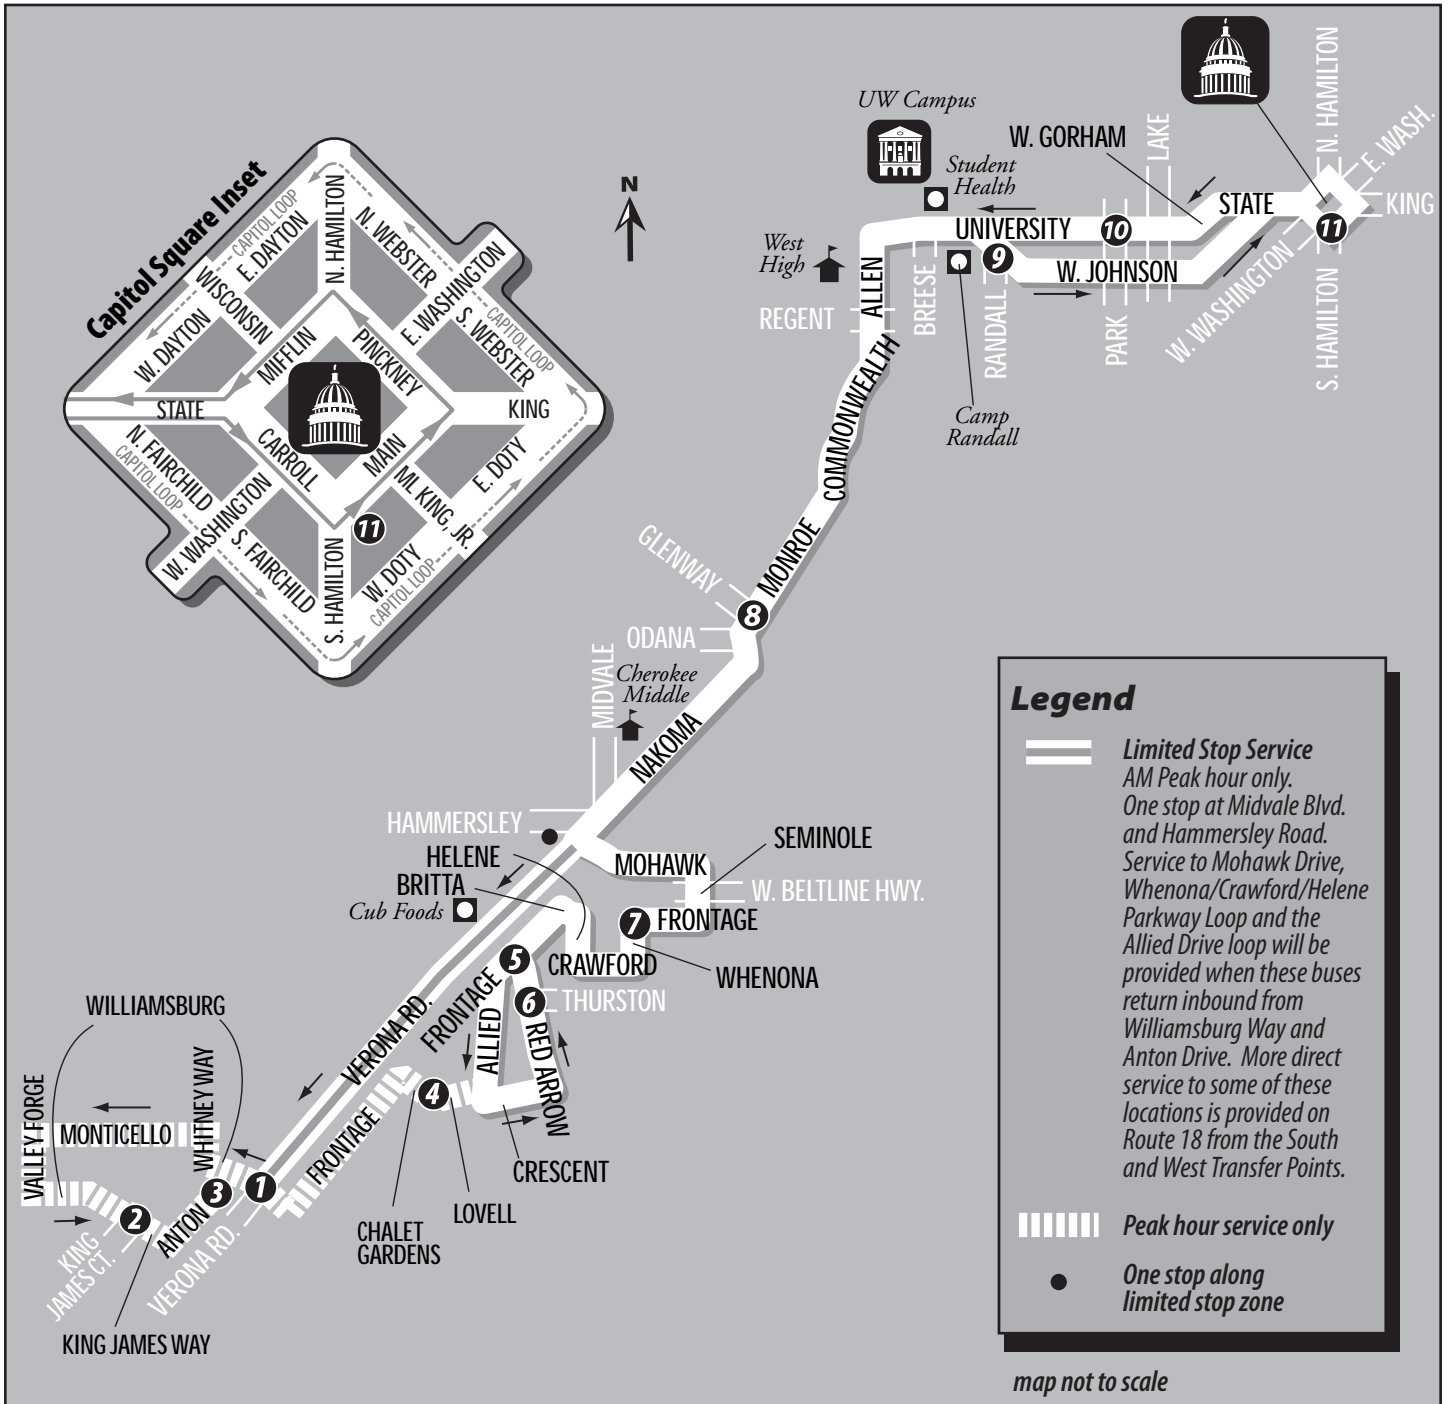 Capitol Square Inset
CAPITOL LOOP
E. DAYTON
N. HAMILTON
N. WEBSTER
WISCONSIN
E. WASHINGTON
W. DAYTON
MIFFLIN
PINCKNEY
S. WEBSTER
CAPITOL LOOP
STATE
KING
N. FAIRCHILD
CAPITOL LOOP
CARROLL
MAIN
E. DOTY
ML KING, JR.
W. WASHINGTON
S. FAIRCHILD
11
S. HAMILTON
W. DOTY
CAPITOL LOOP
N
UW Campus
Student
Health
W. GORHAM
LAKE
N. HAMILTON
E. WASH.
STATE
KING
UNIVERSITY
10
11
West
High
9
W. JOHNSON
ALLEN
REGENT
BREESE
RANDALL
PARK
W. WASHINGTON
S. HAMILTON
COMMONWEALTH
Camp
Randall
MONROE
GLENWAY
8
ODANA
MIDVALE
Cherokee
Middle
NAKOMA
HAMMERSLEY
HELENE
BRITTA
Cub Foods
MOHAWK
SEMINOLE
W. BELTLINE HWY.
7
FRONTAGE
CRAWFORD
WHENONA
5
6
THURSTON
FRONTAGE
VERONA RD.
ALLIED
RED ARROW
WILLIAMSBURG
4
VALLEY FORGE
MONTICELLO
WHITNEY WAY
FRONTAGE
CRESCENT
LOVELL
CHALET
GARDENS
1
3
2
ANTON
KING
JAMES CT.
VERONA RD.
KING JAMES WAY
Legend
Limited Stop Service
AM Peak hour only.
One stop at Midvale Blvd.
and Hammersley Road.
Service to Mohawk Drive,
Whenona/Crawford/Helene
Parkway Loop and the
Allied Drive loop will be
provided when these buses
return inbound from
Williamsburg Way and
Anton Drive.  More direct
service to some of these
locations is provided on
Route 18 from the South
and West Transfer Points.
Peak hour service only
One stop along
limited stop zone
map not to scale